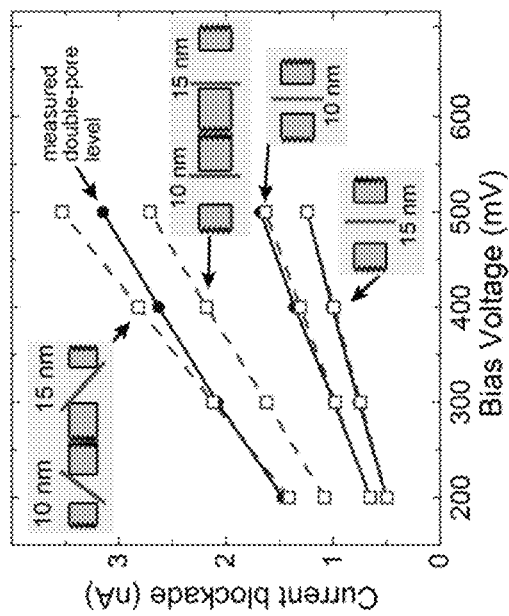 Current blockade (nA)
3
2
1
0
200
300
400
500
600
Bias Voltage (mV)
10 nm
15 nm
measured
double-pore
level
10 nm
15 nm
10 nm
15 nm